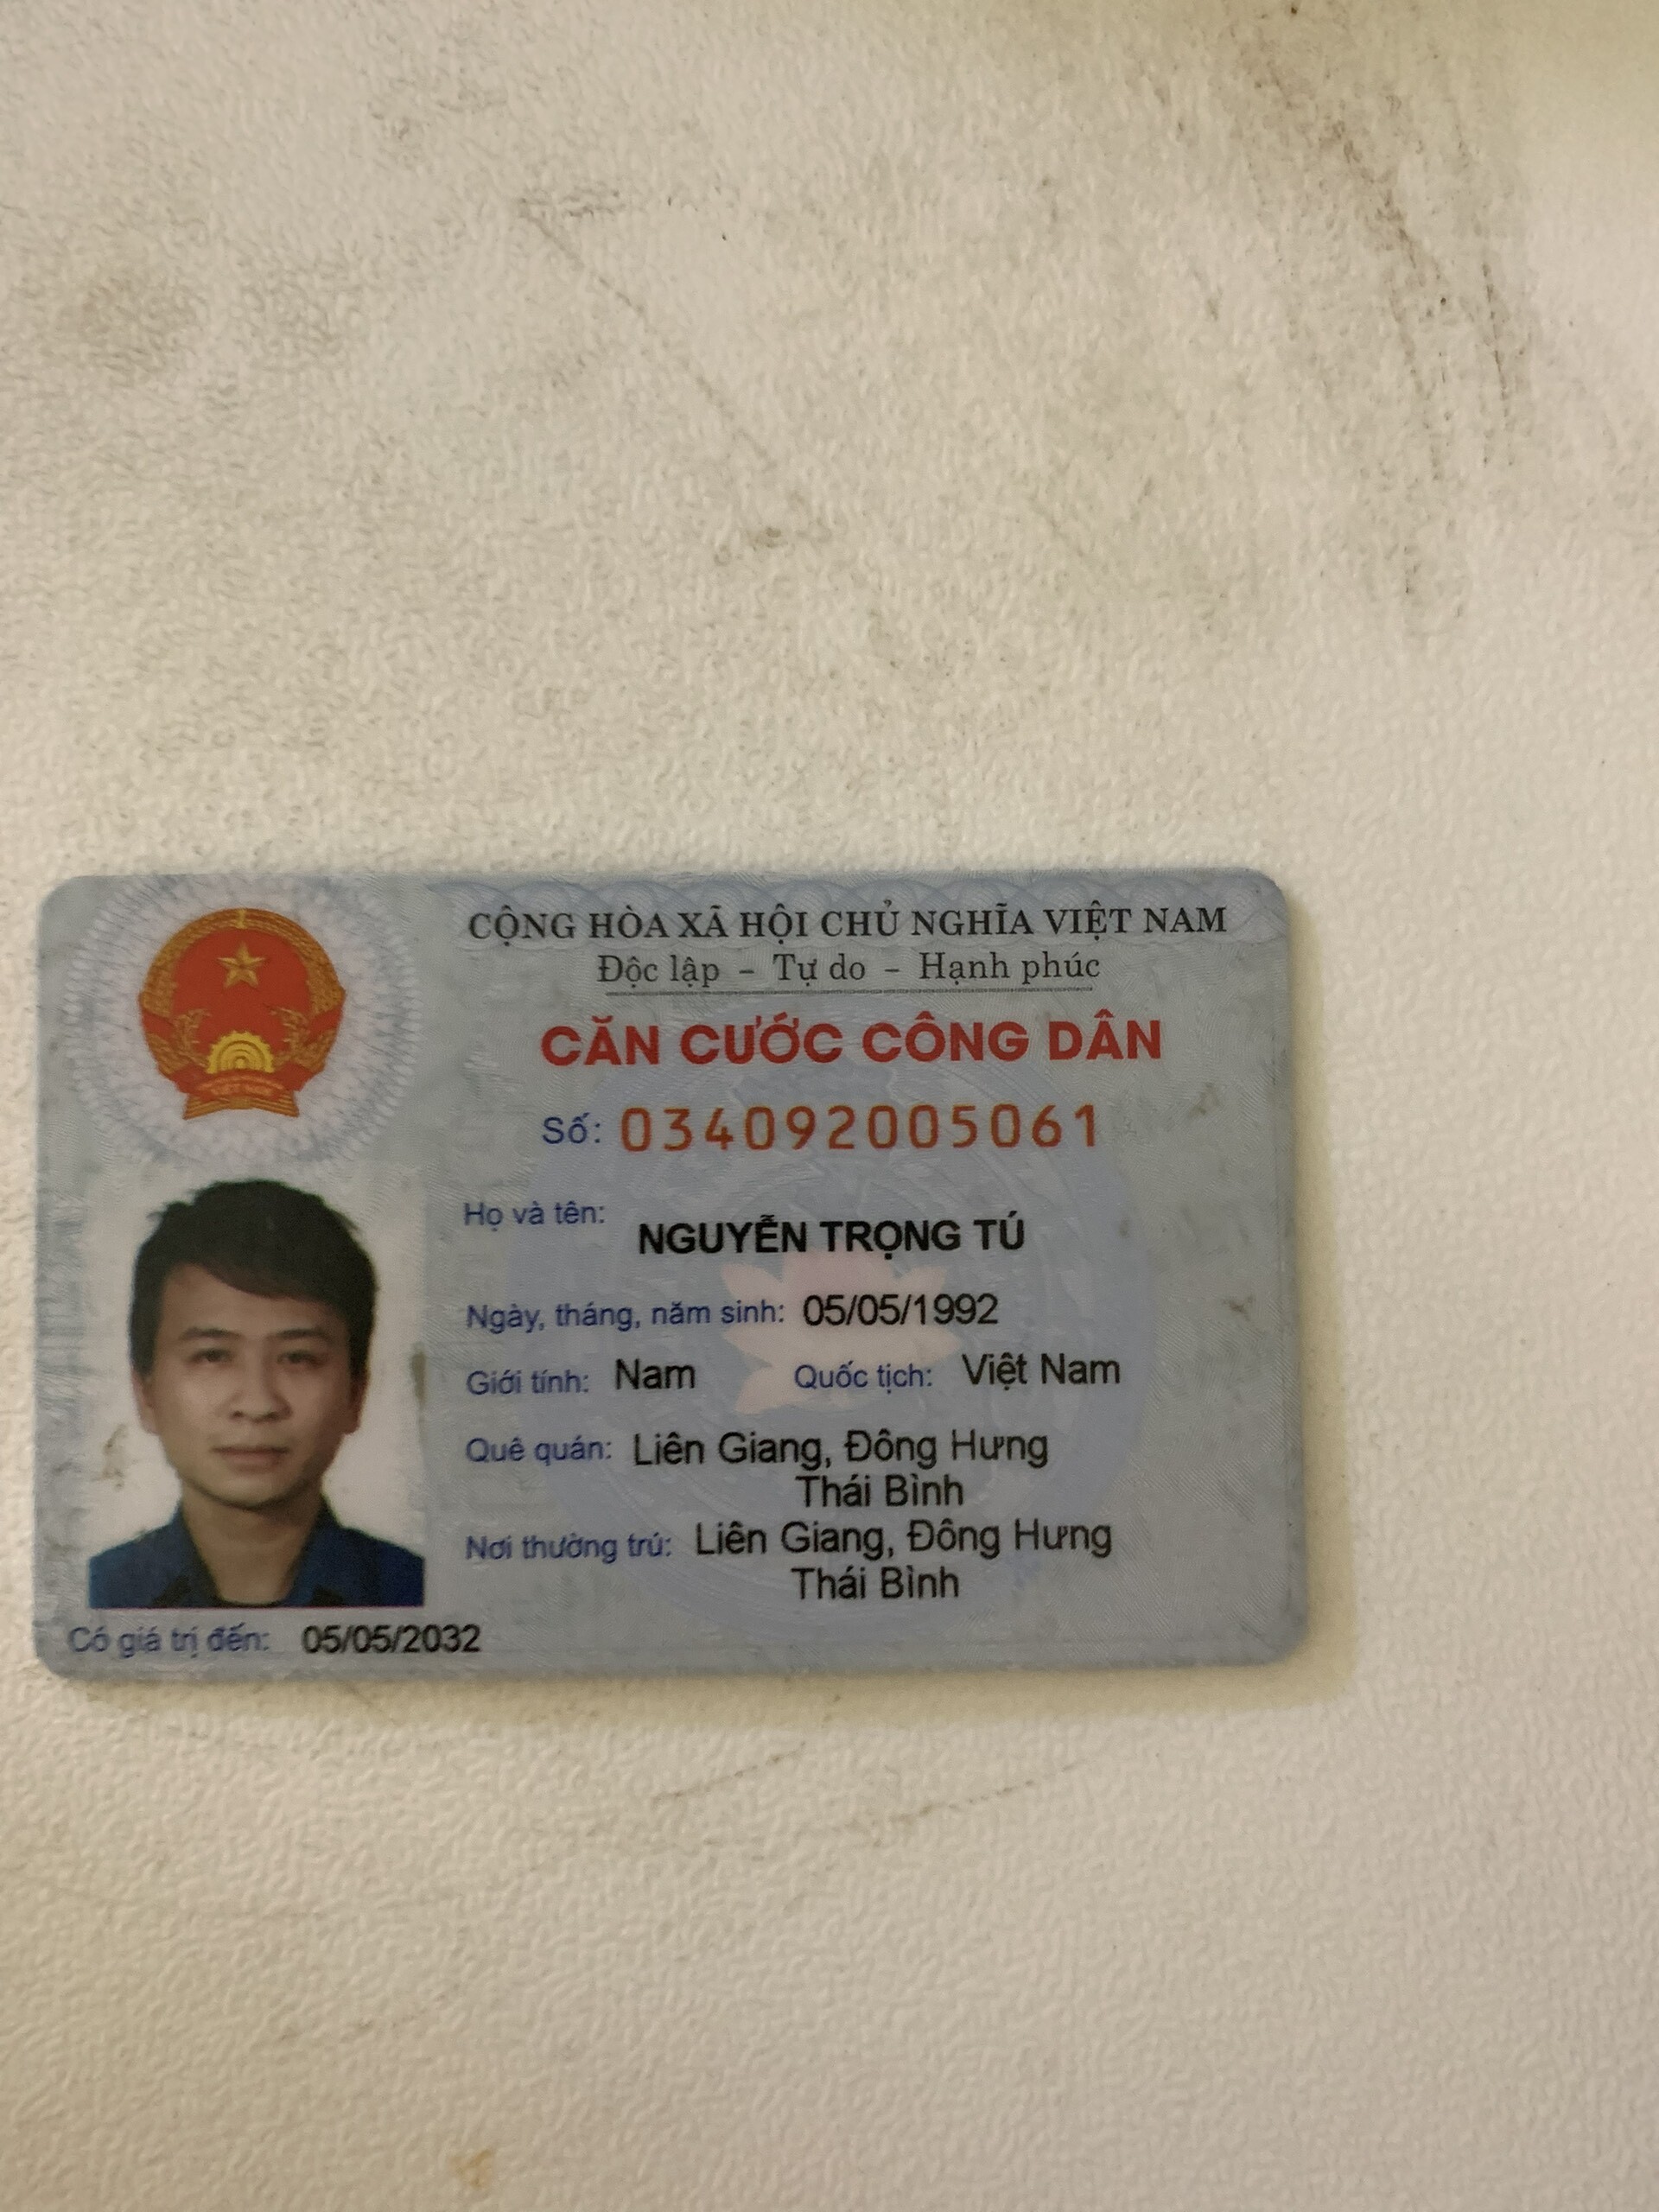 CỘNG HÒA XÃ HỘI CHỦ NGHĨA VIỆT NAM
Độc lập - Tự do - Hạnh phúc
CĂN CƯỚC CÔNG DÂN
Số: 034092005061
Họ và tên: NGUYỄN TRỌNG TÚ
Ngày, tháng, năm sinh: 05/05/1992
Giới tính: Nam Quốc tịch: Việt Nam
Quê quán: Liên Giang, Đông Hưng
Thái Bình
Nơi thường trú: Liên Giang, Đông Hưng
Thái Bình
Có giá trị đến: 05/05/2032